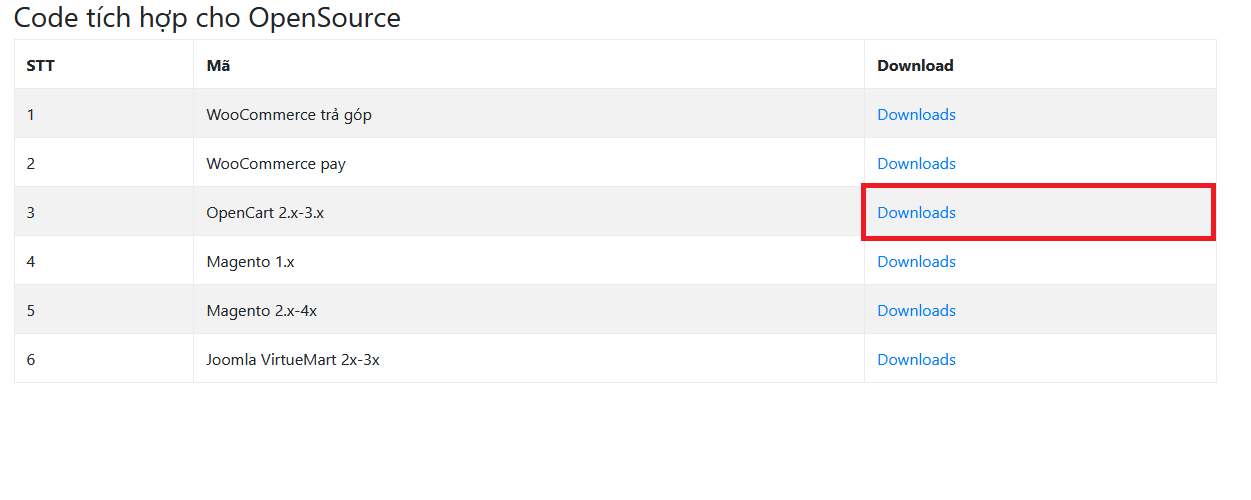 Code tích hợp cho OpenSource
STT Mã Download
1 WooCommerce trả góp Downloads
2 WooCommerce pay Downloads
3 OpenCart 2.x-3.x Downloads
4 Magento 1.x Downloads
5 Magento 2.x-4x Downloads
6 Joomla VirtueMart 2x-3x Downloads